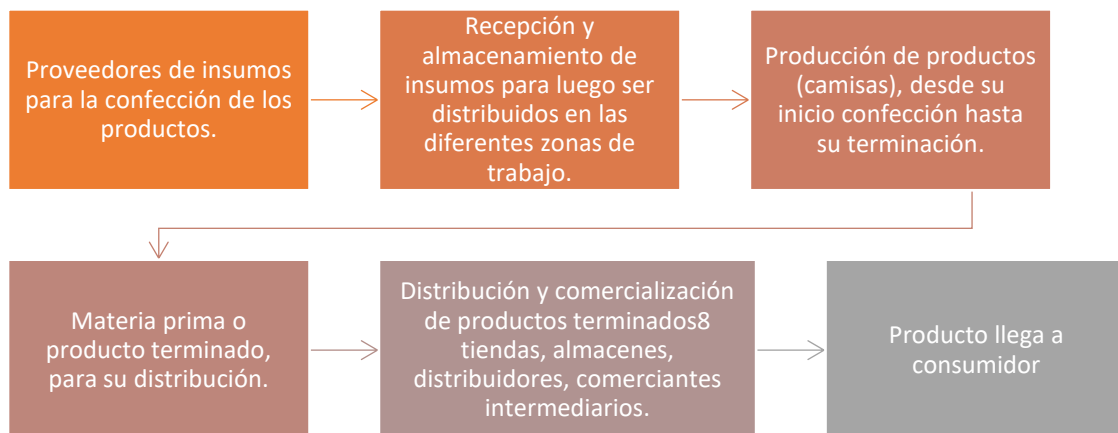 Proveedores de insumos
para la confección de los
productos.
Recepción y
almacenamiento de
insumos para luego ser
distribuidos en las
diferentes zonas de
trabajo.
Producción de productos
(camisas), desde su
inicio confección hasta
su terminación.
Materia prima o
producto terminado,
para su distribución.
Distribución y comercialización
de productos terminados8
tiendas, almacenes,
distribuidores, comerciantes
intermediarios.
Producto llega a
consumidor